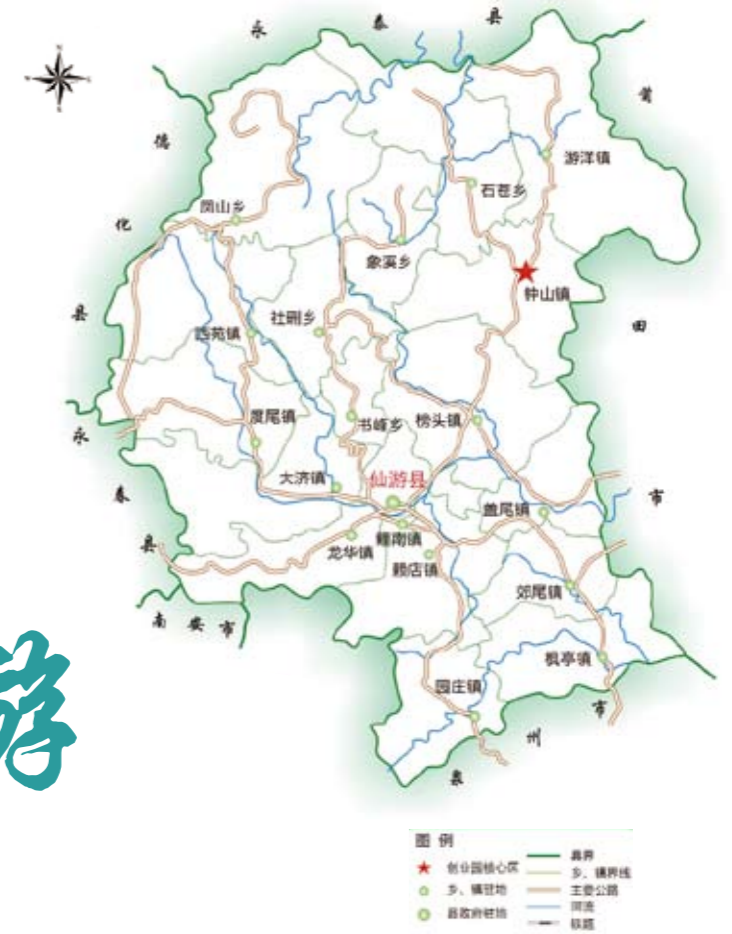 永泰县
莆田市
德化县
游洋镇
石苍乡
凤山乡
象溪乡
钟山镇
社硎乡
西苑镇
度尾镇
书峰乡
榜头镇
大济镇
仙游县
盖尾镇
鲤南镇
龙华镇
赖店镇
永春县
南安市
郊尾镇
枫亭镇
园庄镇
泉州市
游
图例
创业园核心区
乡、镇驻地
县政府驻地
县界
乡、镇界线
主要公路
河流
铁路